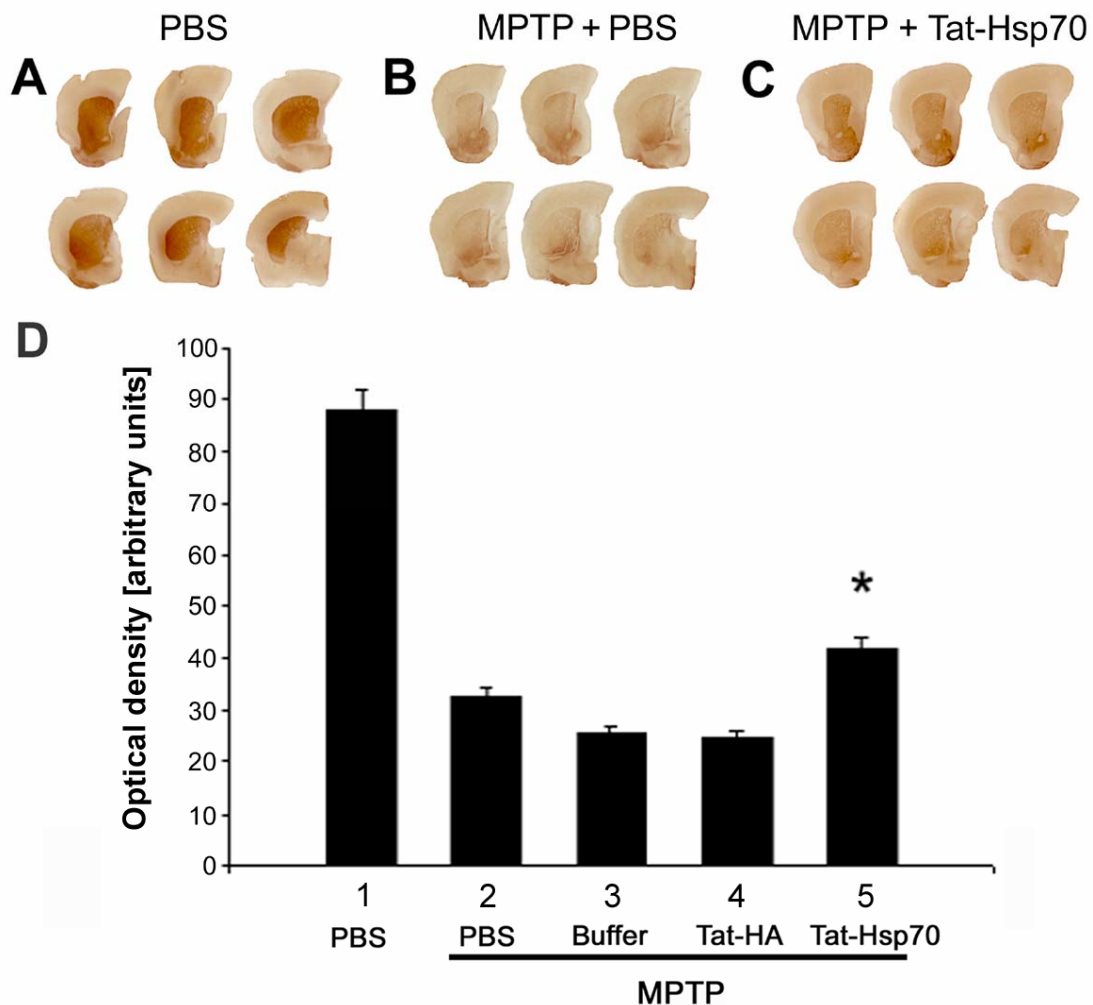 PBS
MPTP + PBS
MPTP + Tat-Hsp70
A
B
C
D
Optical density [arbitrary units]
100
90
80
70
60
50
40
30
20
10
0
*
1
2
3
4
5
PBS
PBS
Buffer
Tat-HA
Tat-Hsp70
MPTP